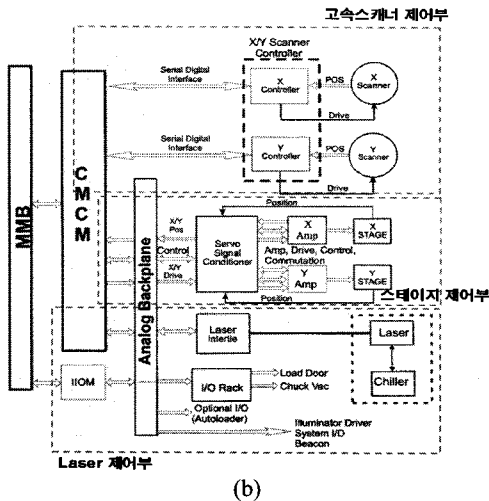 고속스캐너 제어부
X/Y Scanner
Controller
Serial Digital
Interface
X
Controller
POS
X
Scanner
Drive
Serial Digital
Interface
Y
Controller
POS
Y
Scanner
Drive
MMB
CMCM
Analog Backplane
Position
X/Y
Pos
Control
X/Y
Drive
Servo
Signal
Conditioner
X
Amp
X
STAGE
Amp, Drive, Control,
Commutation
Y
Amp
Y
STAGE
Position
스테이지 제어부
Laser
Intertie
Laser
Chiller
IIOM
I/O Rack
Load Door
Chuck Vac
Optional I/O
(Autoloader)
Illuminator Driver
System I/O
Beacon
Laser 제어부
(b)